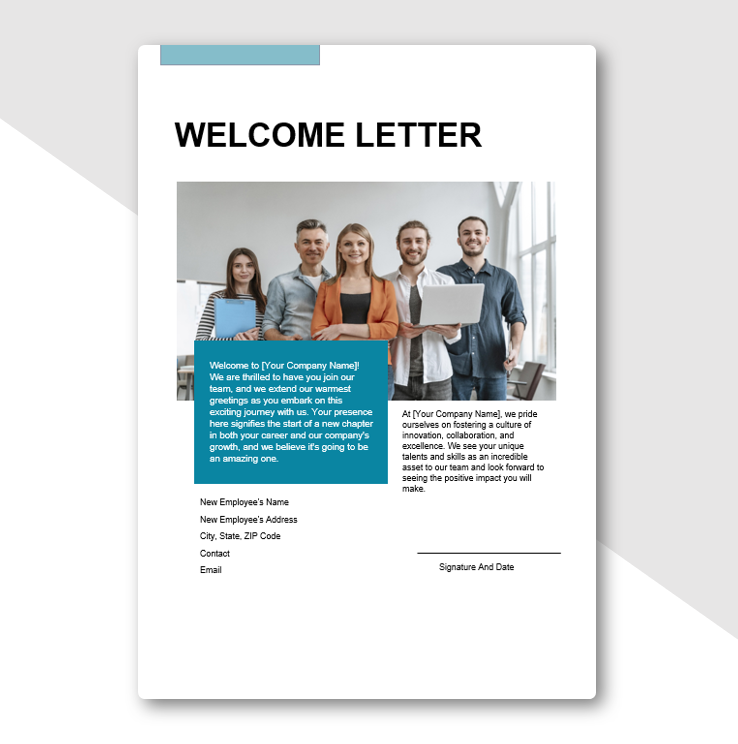 WELCOME LETTER
Welcome to [Your Company Name]!
We are thrilled to have you join our
team, and we extend our warmest
greetings as you embark on this
exciting journey with us. Your presence
here signifies the start of a new chapter
in both your career and our company's
growth, and we believe it's going to be
an amazing one.
At [Your Company Name], we pride
ourselves on fostering a culture of
innovation, collaboration, and
excellence. We see your unique
talents and skills as an incredible
asset to our team and look forward to
seeing the positive impact you will
make.
New Employee's Name
New Employee's Address
City, State, ZIP Code
Contact
Email
Signature And Date